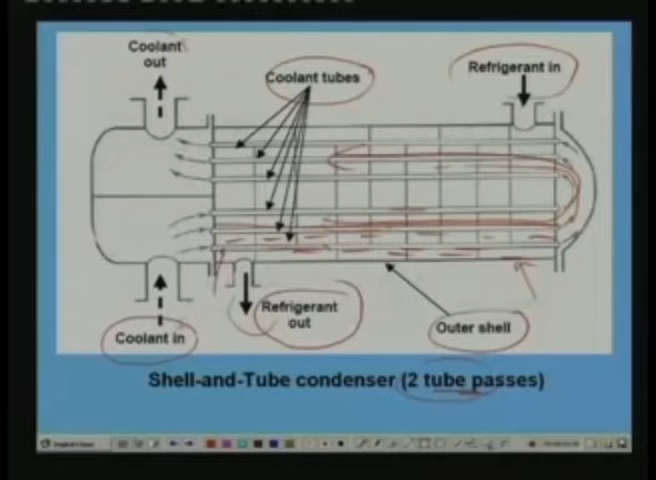 Coolant
out
Refrigerant in
Coolant tubes
Refrigerant
out
Outer shell
Coolant in
Shell-and-Tube condenser (2 tube passes)